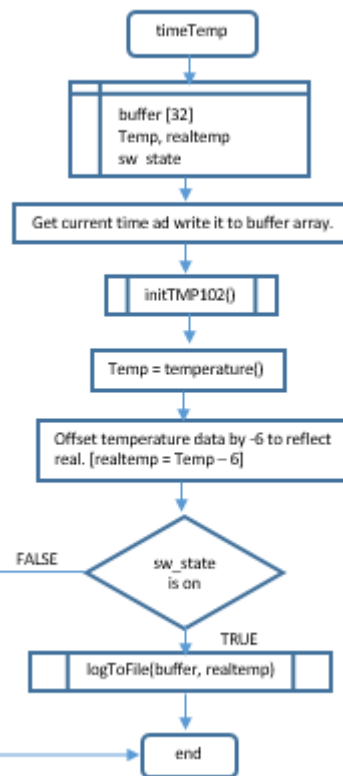 timeTemp
buffer [32]
Temp, realtemp
sw_state
Get current time ad write it to buffer array.
initTMP102()
Temp = temperature()
Offset temperature data by -6 to reflect
real. [realtemp = Temp – 6]
FALSE
sw_state
is on
TRUE
logToFile(buffer, realtemp)
end